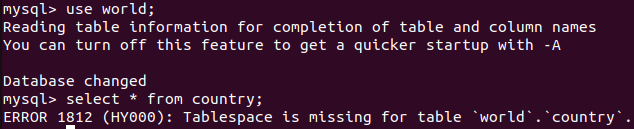 mysql> use world;
Reading table information for completion of table and column names
You can turn off this feature to get a quicker startup with -A
Database changed
mysql> select * from country;
ERROR 1812 (HY000): Tablespace is missing for table `world`.`country`.